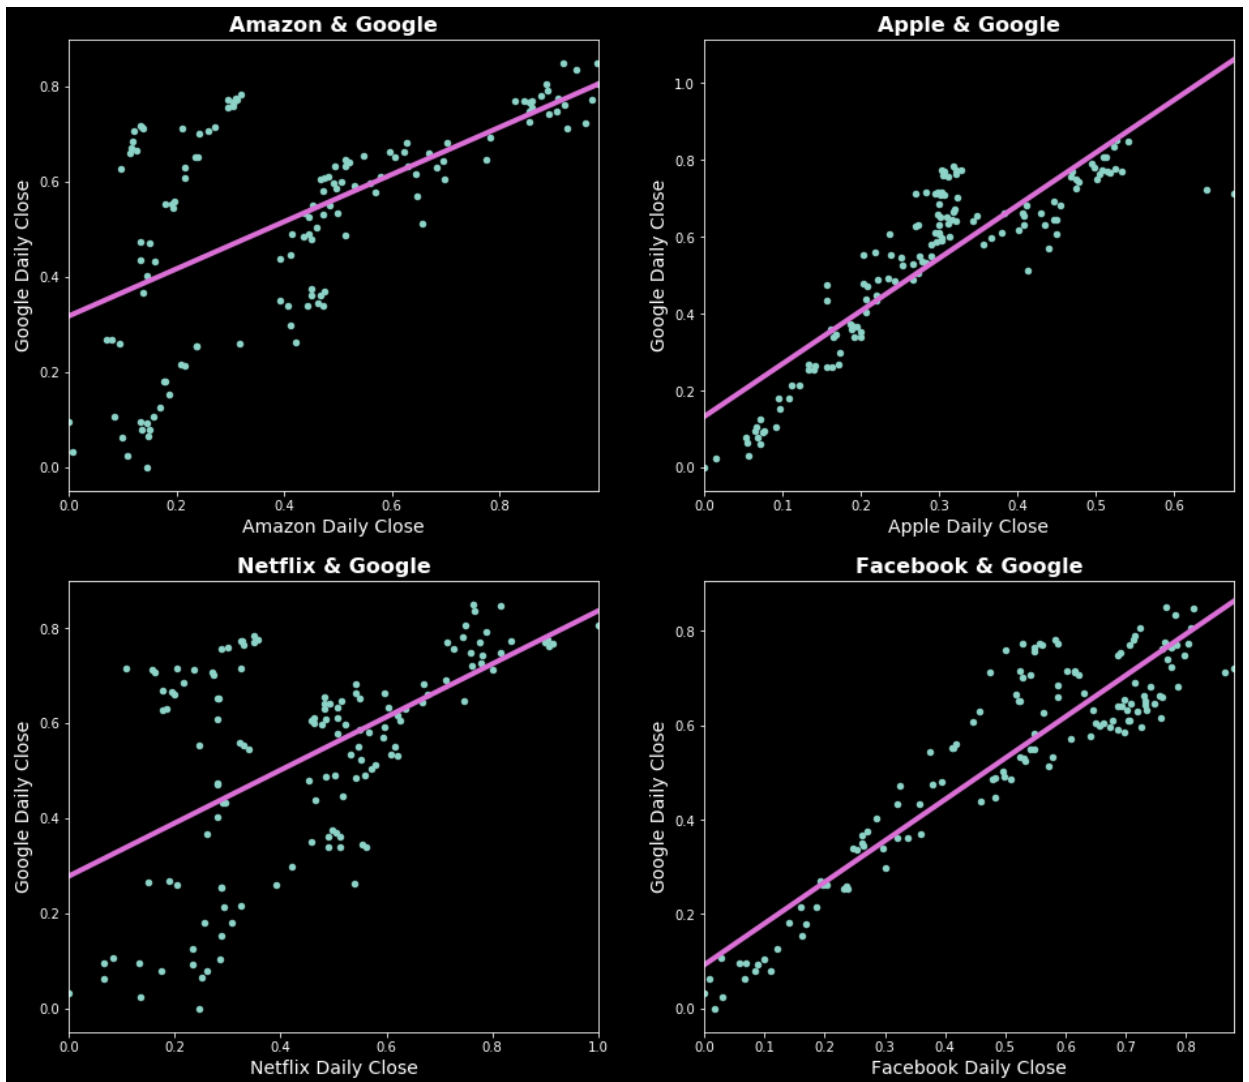 Amazon & Google
Google Daily Close
0.8
0.6
0.4
0.2
0.0
0.0 0.2 0.4 0.6 0.8
Amazon Daily Close
Apple & Google
Google Daily Close
1.0
0.8
0.6
0.4
0.2
0.0
0.0 0.1 0.2 0.3 0.4 0.5 0.6
Apple Daily Close
Netflix & Google
Google Daily Close
0.8
0.6
0.4
0.2
0.0
0.0 0.2 0.4 0.6 0.8 1.0
Netflix Daily Close
Facebook & Google
Google Daily Close
0.8
0.6
0.4
0.2
0.0
0.0 0.1 0.2 0.3 0.4 0.5 0.6 0.7 0.8
Facebook Daily Close